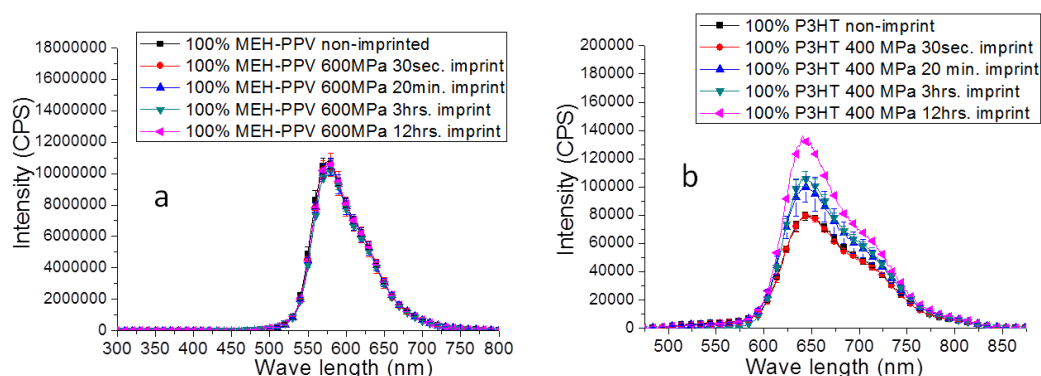 100% MEH-PPV non-imprinted
100% MEH-PPV 600MPa 30sec. imprint
100% MEH-PPV 600MPa 20min. imprint
100% MEH-PPV 600MPa 3hrs. imprint
100% MEH-PPV 600MPa 12hrs. imprint
18000000
16000000
14000000
12000000
10000000
8000000
6000000
4000000
2000000
0
Intensity (CPS)
a
300 350 400 450 500 550 600 650 700 750 800
Wave length (nm)
100% P3HT non-imprint
100% P3HT 400 MPa 30sec. imprint
100% P3HT 400 MPa 20 min. imprint
100% P3HT 400 MPa 3hrs. imprint
100% P3HT 400 MPa 12hrs. imprint
200000
180000
160000
140000
120000
100000
80000
60000
40000
20000
0
Intensity (CPS)
b
500 550 600 650 700 750 800 850
Wave length (nm)